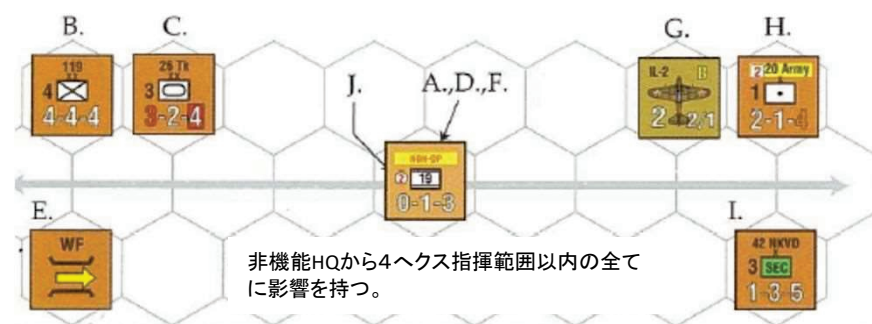 B.
C.
G.
H.
J.
A.,D.,F.
119
4
4-4-4
26 Tk
3
3-2-4
IL-2 B
2 2/1
2 20 Army
1
2-1-4
NON-OP
2 19
0-1-3
E.
I.
WF
42 NKVD
3 SEC
1-3-5
非機能HQから4ヘクス指揮範囲以内の全て
に影響を持つ。